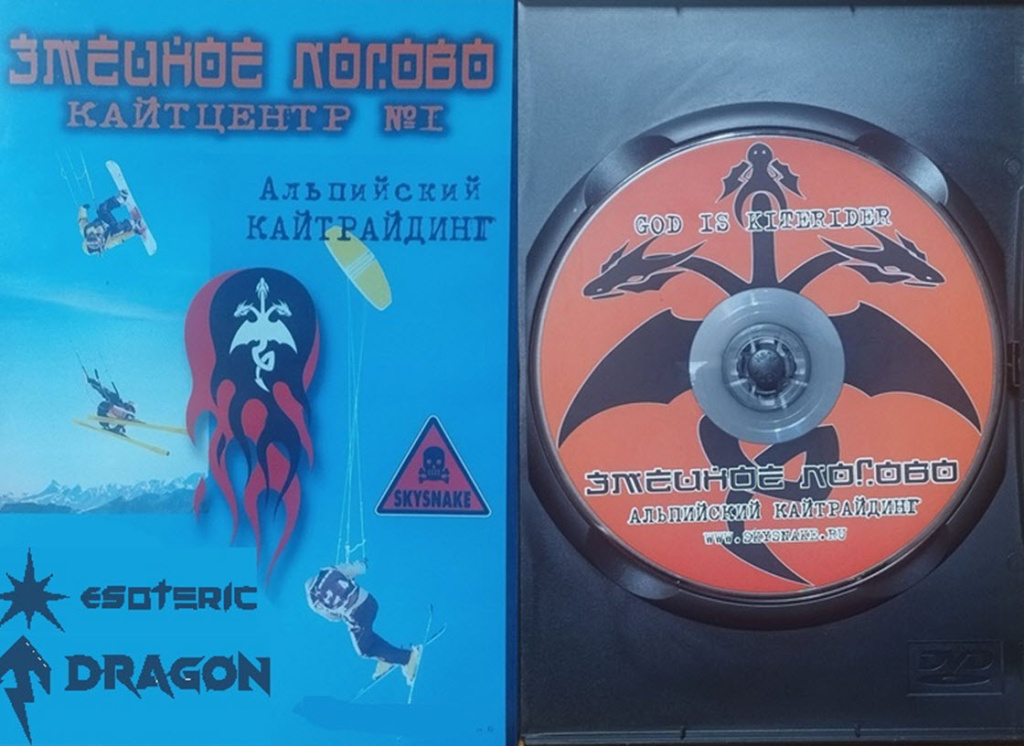 ЗМЕИНОЕ ЛОГОВО
КАЙТЦЕНТР №1
Альпийский
КАЙТРАЙДИНГ
SKYSNAKE
ESOTERIC
DRAGON
GOD IS KITERIDER
ЗМЕИНОЕ ЛОГОВО
АЛЬПИЙСКИЙ КАЙТРАЙДИНГ
WWW.SKYSNAKE.RU
DVD